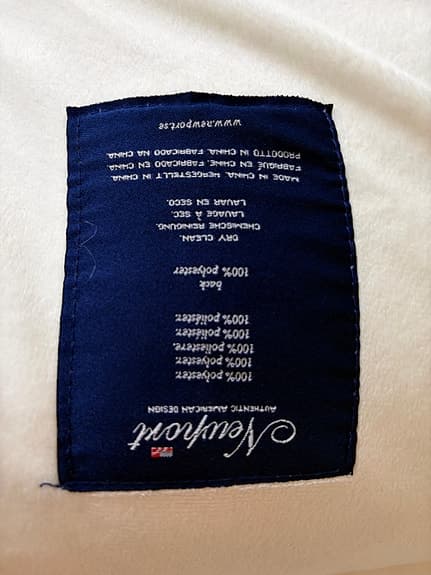 Newport
AUTHENTIC AMERICAN DESIGN
100% polyester.
100% polyester.
100% poliestere.
100% poliéster.
100% poliéster.
back
100% polyester
DRY CLEAN.
CHEMISCHE REINIGUNG.
LAVAGE À SEC.
LAVAR EN SECO.
MADE IN CHINA. HERGESTELLT IN CHINA.
FABRIQUÉ EN CHINE. FABRICADO EN CHINA.
PRODOTTO IN CHINA. FABRICADO NA CHINA.
www.newport.se